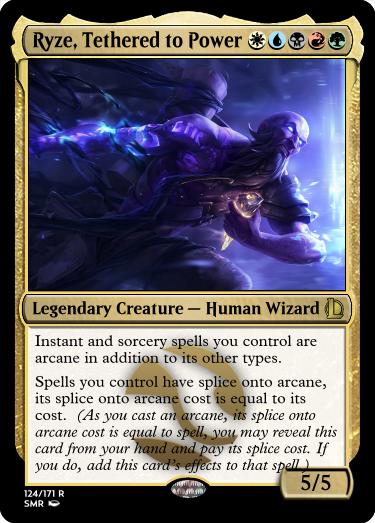 Ryze, Tethered to Power
Legendary Creature — Human Wizard
Instant and sorcery spells you control are
arcane in addition to its other types.
Spells you control have splice onto arcane,
its splice onto arcane cost is equal to its
cost. (As you cast an arcane, its splice onto
arcane cost is equal to spell, you may reveal this
card from your hand and pay its splice cost. If
you do, add this card's effects to that spell.)
5/5
124/171 R
SMR